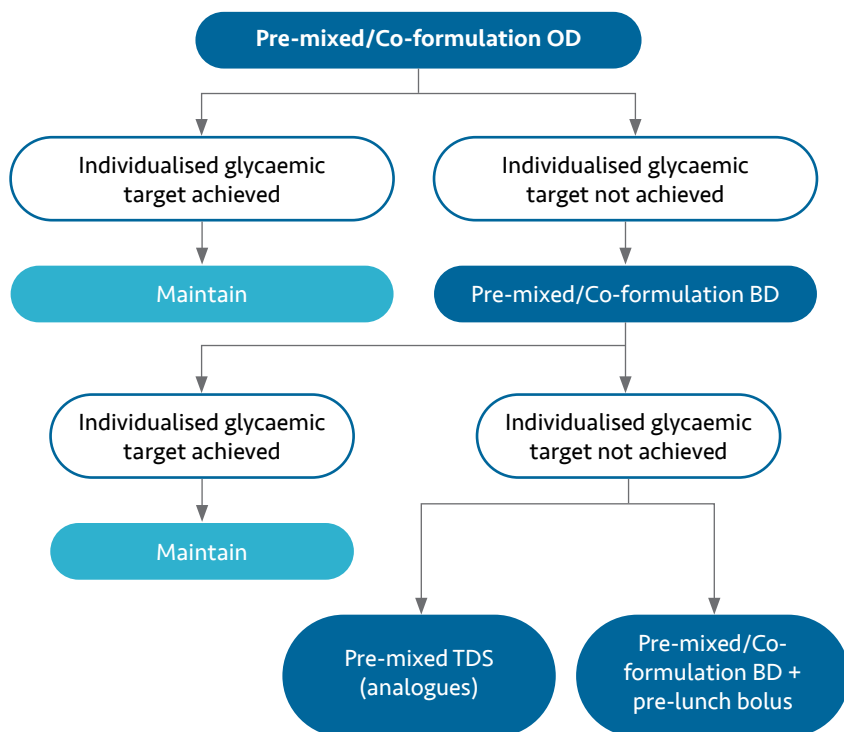 Pre-mixed/Co-formulation OD
Individualised glycaemic
target achieved
Individualised glycaemic
target not achieved
Maintain
Pre-mixed/Co-formulation BD
Individualised glycaemic
target achieved
Individualised glycaemic
target not achieved
Maintain
Pre-mixed TDS
(analogues)
Pre-mixed/Co-
formulation BD +
pre-lunch bolus